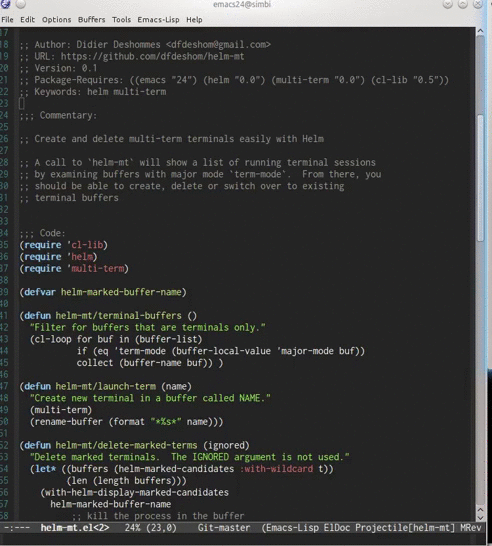 emacs24@simbi
File Edit Options Buffers Tools Emacs-Lisp Help
17
18 ;; Author: Didier Deshommes <dfdeshom@gmail.com>
19 ;; URL: https://github.com/dfdeshom/helm-mt
20 ;; Version: 0.1
21 ;; Package-Requires: ((emacs "24") (helm "0.0") (multi-term "0.0") (cl-lib "0.5"))
22 ;; Keywords: helm multi-term
23
24 ;;; Commentary:
25
26 ;; Create and delete multi-term terminals easily with Helm
27
28 ;; A call to `helm-mt` will show a list of running terminal sessions
29 ;; by examining buffers with major mode `term-mode`.  From there, you
30 ;; should be able to create, delete or switch over to existing
31 ;; terminal buffers
32
33
34 ;;; Code:
35 (require 'cl-lib)
36 (require 'helm)
37 (require 'multi-term)
38
39 (defvar helm-marked-buffer-name)
40
41 (defun helm-mt/terminal-buffers ()
42 "Filter for buffers that are terminals only."
43 (cl-loop for buf in (buffer-list)
44 if (eq 'term-mode (buffer-local-value 'major-mode buf))
45 collect (buffer-name buf)) )
46
47 (defun helm-mt/launch-term (name)
48 "Create new terminal in a buffer called NAME."
49 (multi-term)
50 (rename-buffer (format "*%s*" name)))
51
52 (defun helm-mt/delete-marked-terms (ignored)
53 "Delete marked terminals.  The IGNORED argument is not used."
54 (let* ((buffers (helm-marked-candidates :with-wildcard t))
55 (len (length buffers)))
56 (with-helm-display-marked-candidates
57 helm-marked-buffer-name
58 ;; kill the process in the buffer
-:--- helm-mt.el<2> 24% (23,0) Git-master (Emacs-Lisp ElDoc Projectile[helm-mt] MRev